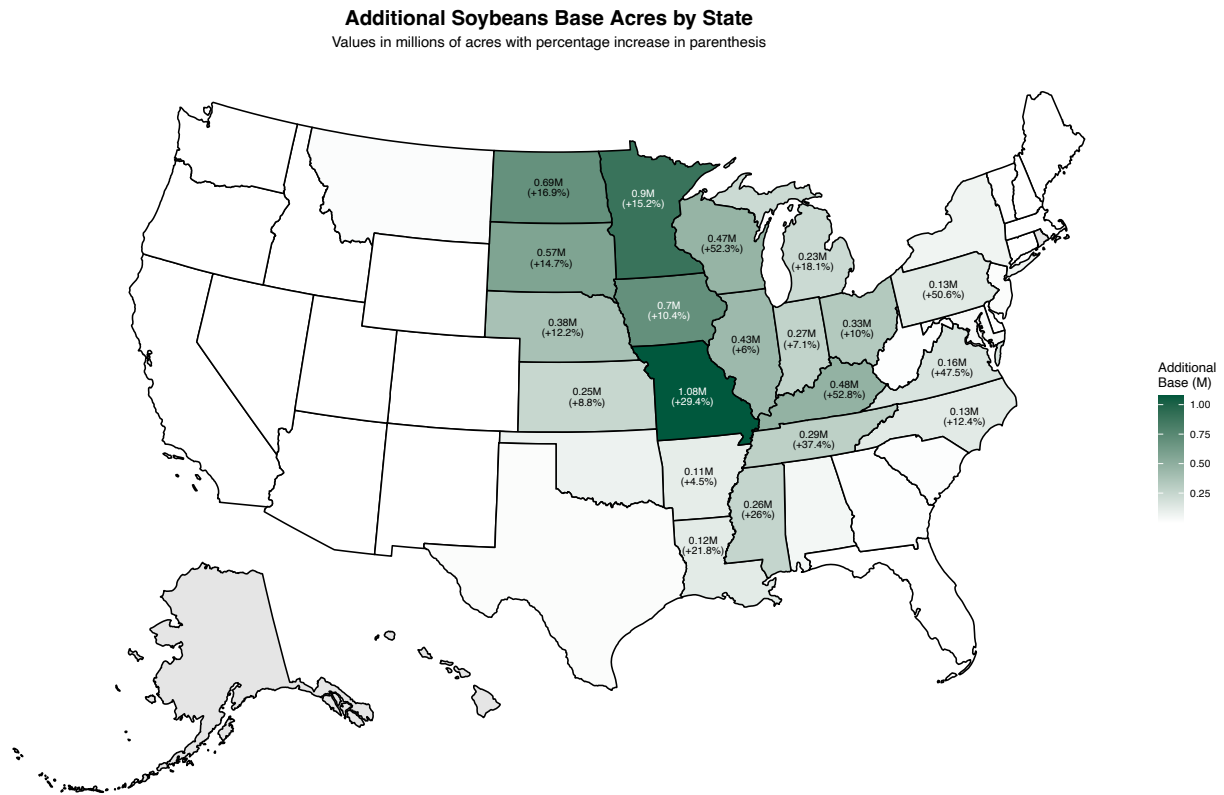 Additional Soybeans Base Acres by State
Values in millions of acres with percentage increase in parenthesis
0.69M
(+16.9%)
0.9M
(+15.2%)
0.57M
(+14.7%)
0.47M
(+52.3%)
0.23M
(+18.1%)
0.13M
(+50.6%)
0.38M
(+12.2%)
0.7M
(+10.4%)
0.43M
(+6%)
0.27M
(+7.1%)
0.33M
(+10%)
0.16M
(+47.5%)
0.25M
(+8.8%)
1.08M
(+29.4%)
0.48M
(+52.8%)
0.13M
(+12.4%)
0.29M
(+37.4%)
0.11M
(+4.5%)
0.26M
(+26%)
0.12M
(+21.8%)
Additional
Base (M)
1.00
0.75
0.50
0.25